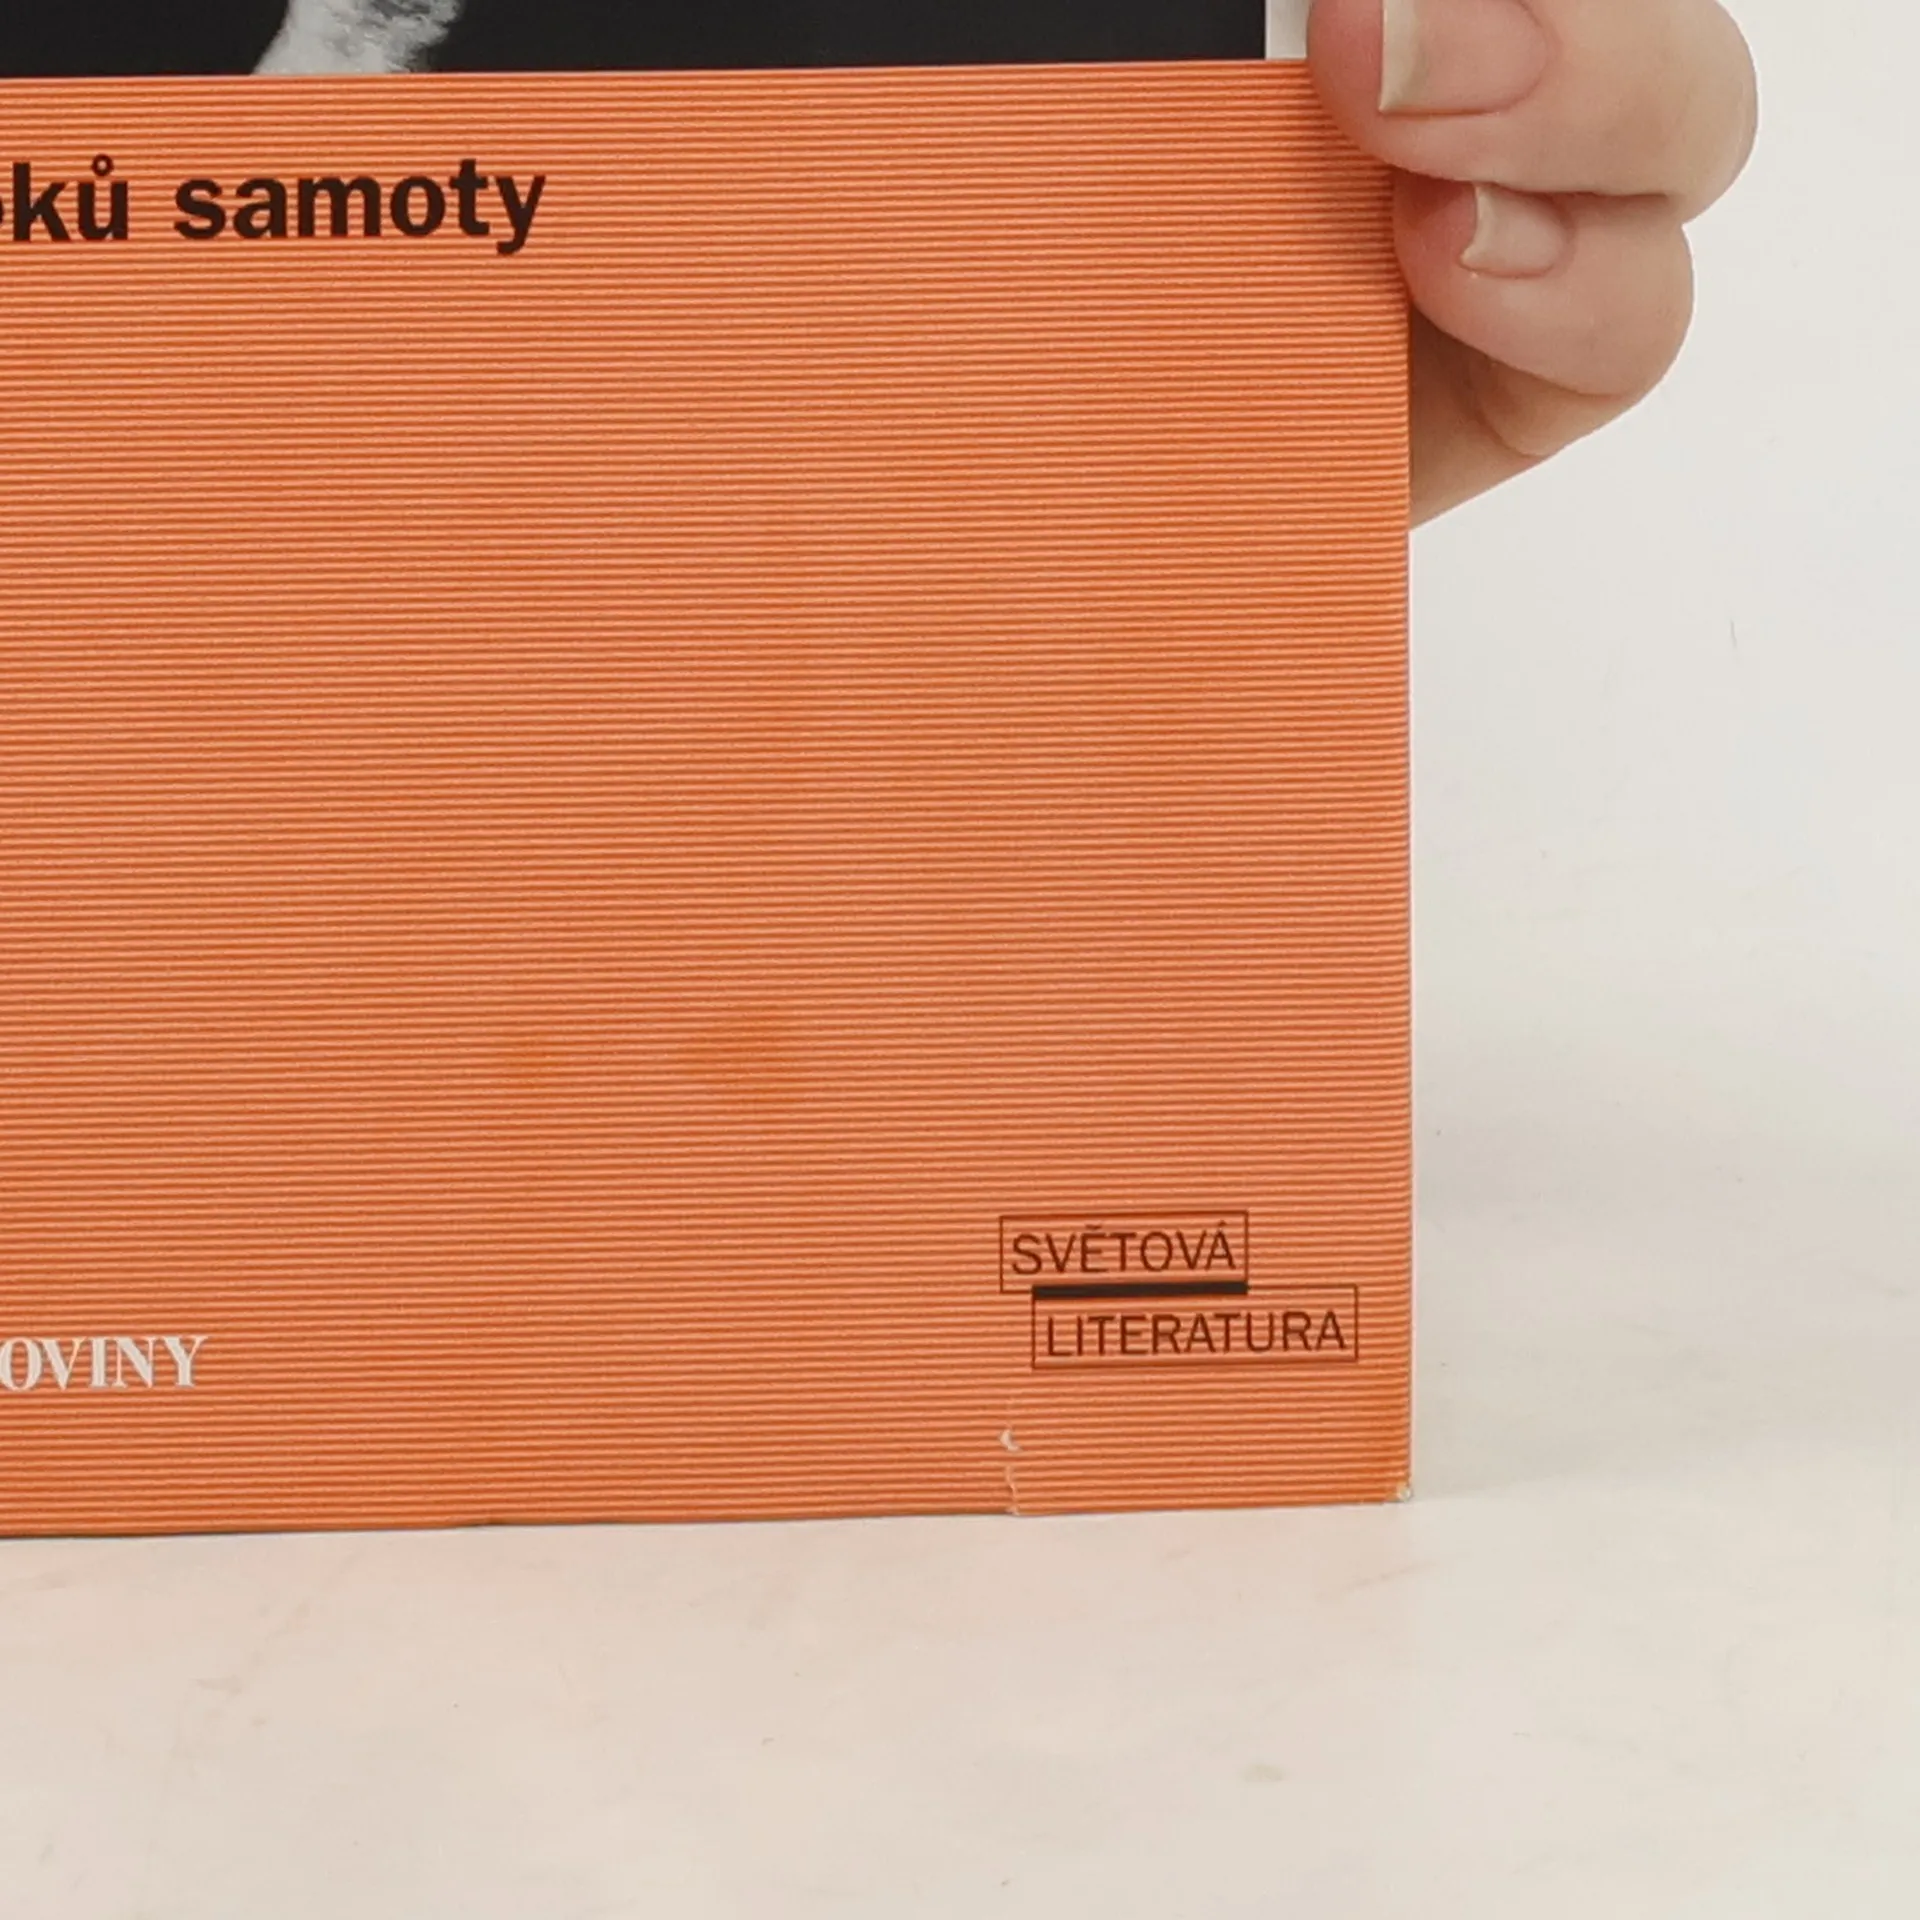 oků samoty
SVĚTOVÁ
LITERATURA
OVINY